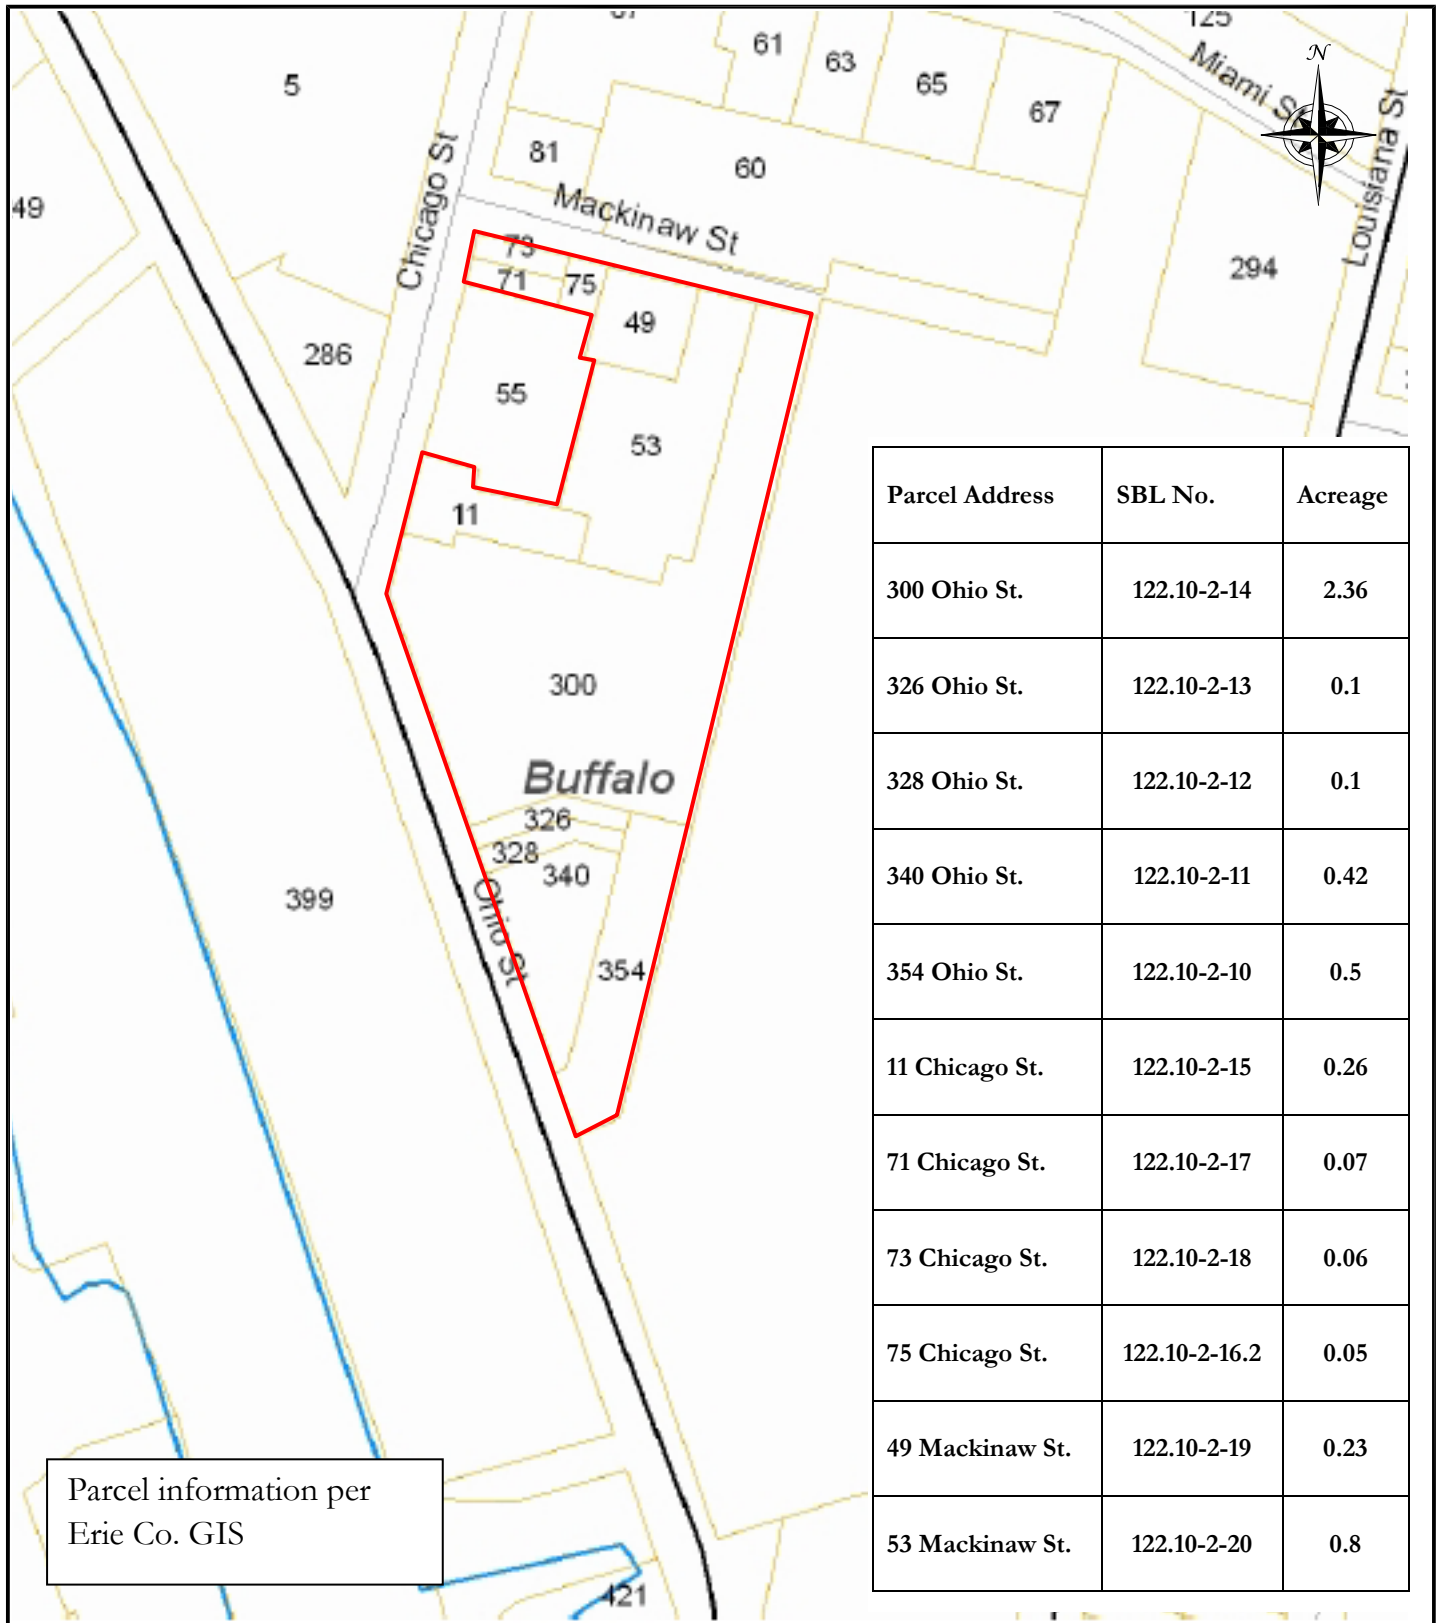 125
61
63
65
67
5
N
Miami St
Louisiana St
81
60
Chicago St
49
Mackinaw St
73
71
75
294
49
286
55
53
11
300
Buffalo
326
328
340
Ohio St
399
354
421
Parcel Address SBL No. Acreage
300 Ohio St. 122.10-2-14 2.36
326 Ohio St. 122.10-2-13 0.1
328 Ohio St. 122.10-2-12 0.1
340 Ohio St. 122.10-2-11 0.42
354 Ohio St. 122.10-2-10 0.5
11 Chicago St. 122.10-2-15 0.26
71 Chicago St. 122.10-2-17 0.07
73 Chicago St. 122.10-2-18 0.06
75 Chicago St. 122.10-2-16.2 0.05
49 Mackinaw St. 122.10-2-19 0.23
53 Mackinaw St. 122.10-2-20 0.8
Parcel information per
Erie Co. GIS